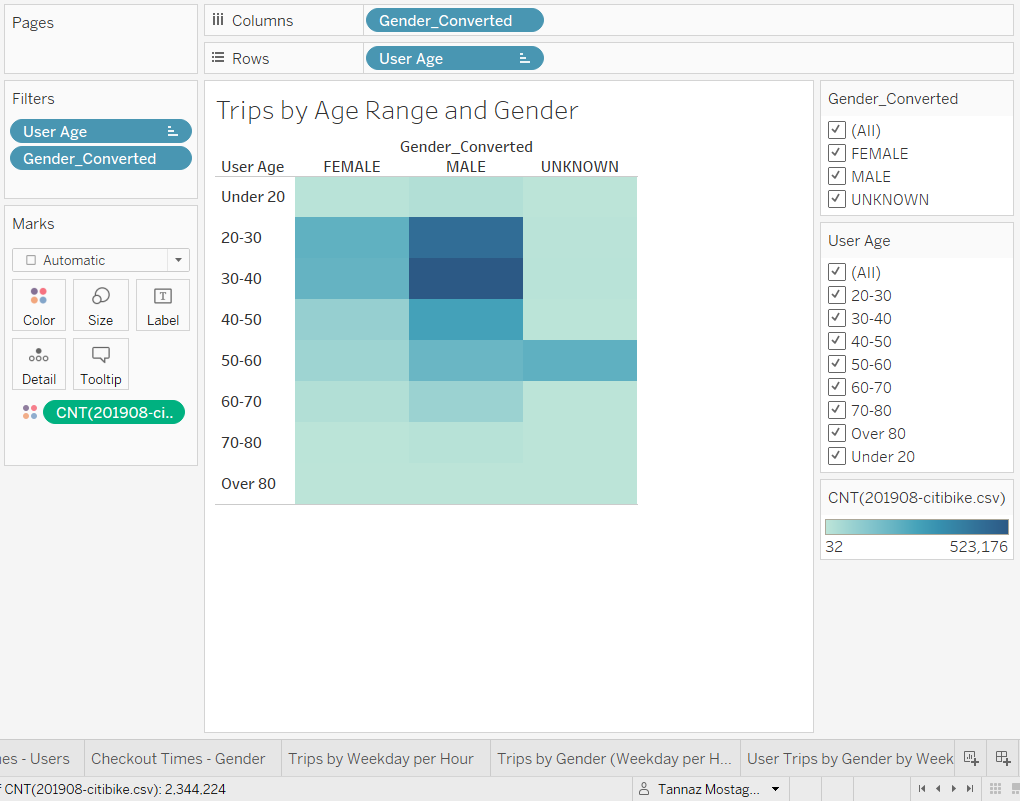 Pages
Columns
Gender_Converted
Rows
User Age
Filters
User Age
Gender_Converted
Marks
Automatic
Color
Size
Label
Detail
Tooltip
CNT(201908-ci..
Trips by Age Range and Gender
Gender_Converted
User Age FEMALE MALE UNKNOWN
Under 20
20-30
30-40
40-50
50-60
60-70
70-80
Over 80
Gender_Converted
(All)
FEMALE
MALE
UNKNOWN
User Age
(All)
20-30
30-40
40-50
50-60
60-70
70-80
Over 80
Under 20
CNT(201908-citibike.csv)
32 523,176
es - Users
Checkout Times - Gender
Trips by Weekday per Hour
Trips by Gender (Weekday per H...
User Trips by Gender by Week
CNT(201908-citibike.csv): 2,344,224
Tannaz Mostag...